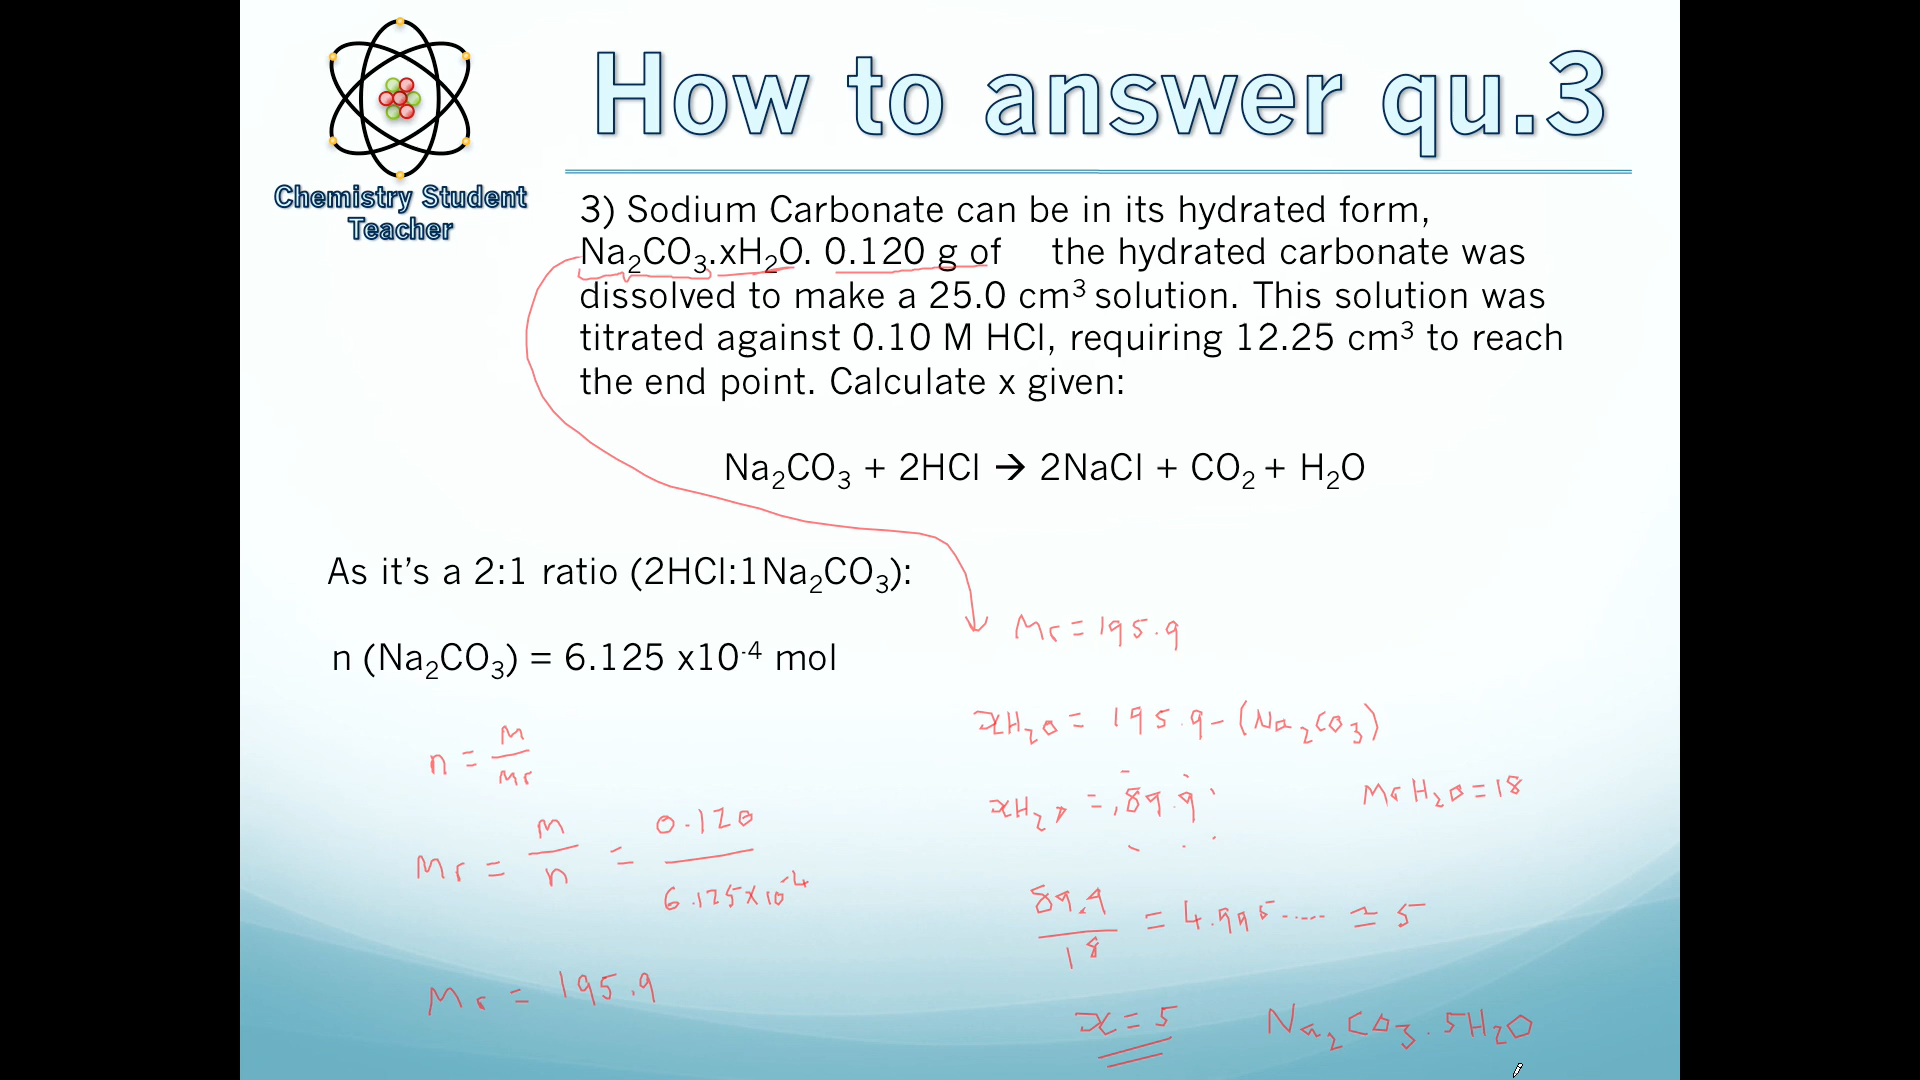 How to answer qu.3
Chemistry Student
Teacher
3) Sodium Carbonate can be in its hydrated form,
Na₂CO₃.xH₂O. 0.120 g of the hydrated carbonate was
dissolved to make a 25.0 cm³ solution. This solution was
titrated against 0.10 M HCl, requiring 12.25 cm³ to reach
the end point. Calculate x given:
Na₂CO₃ + 2HCl → 2NaCl + CO₂ + H₂O
As it's a 2:1 ratio (2HCl:1Na₂CO₃):
n (Na₂CO₃) = 6.125 x10⁻⁴ mol
n = m/Mr
Mr = m/n = 0.120/6.125x10⁻⁴
Mr = 195.9
Mr = 195.9
xH₂O = 195.9 - (Na₂CO₃)
xH₂O = 89.9
Mr H₂O = 18
89.9/18 = 4.995..... ≃ 5
x = 5
Na₂CO₃.5H₂O